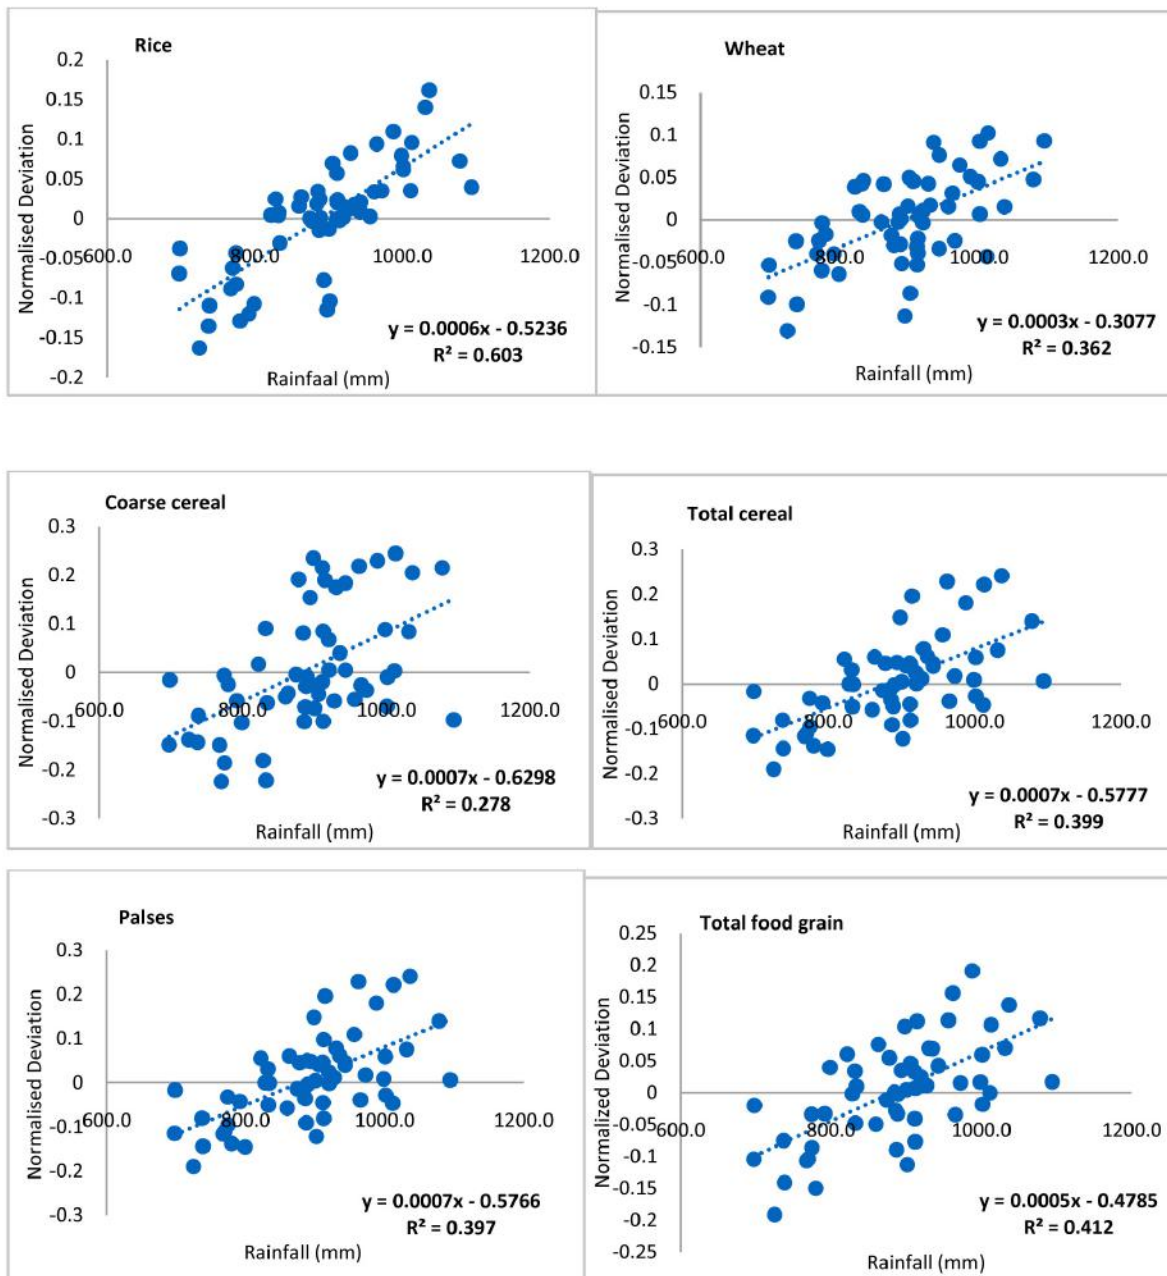 Rice
0.2
0.15
0.1
0.05
0
-0.05
-0.1
-0.15
-0.2
600.0
800.0
1000.0
1200.0
Normalised Deviation
y = 0.0006x - 0.5236
R² = 0.603
Rainfaal (mm)
Wheat
0.15
0.1
0.05
0
-0.05
-0.1
-0.15
600.0
800.0
1000.0
1200.0
Normalised Deviation
y = 0.0003x - 0.3077
R² = 0.362
Rainfall (mm)
Coarse cereal
0.3
0.2
0.1
0
-0.1
-0.2
-0.3
600.0
800.0
1000.0
1200.0
Normalised Deviation
y = 0.0007x - 0.6298
R² = 0.278
Rainfall (mm)
Total cereal
0.3
0.2
0.1
0
-0.1
-0.2
-0.3
600.0
800.0
1000.0
1200.0
Normalised Deviation
y = 0.0007x - 0.5777
R² = 0.399
Rainfall (mm)
Palses
0.3
0.2
0.1
0
-0.1
-0.2
-0.3
600.0
800.0
1000.0
1200.0
Normalised Deviation
y = 0.0007x - 0.5766
R² = 0.397
Rainfall (mm)
Total food grain
0.25
0.2
0.15
0.1
0.05
0
-0.05
-0.1
-0.15
-0.2
-0.25
600.0
800.0
1000.0
1200.0
Normalized Deviation
y = 0.0005x - 0.4785
R² = 0.412
Rainfall (mm)